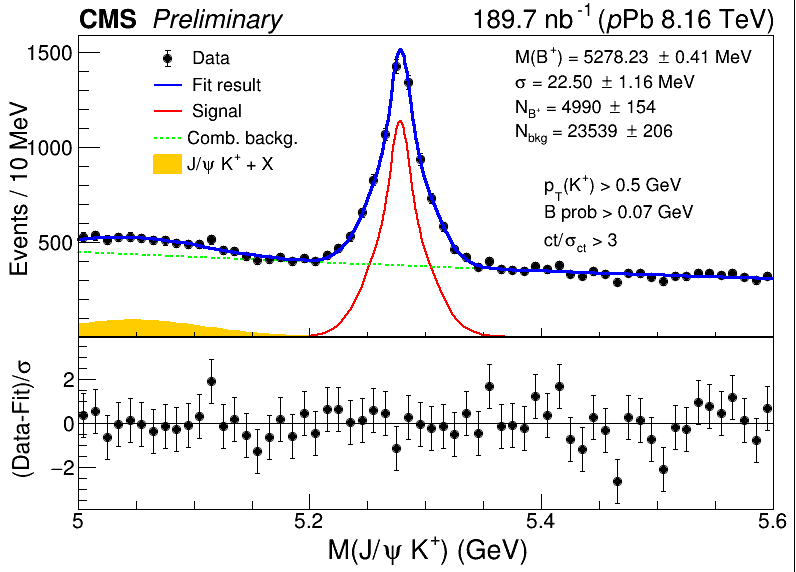 CMS Preliminary 189.7 nb⁻¹ (pPb 8.16 TeV)
1500
1000
500
Events / 10 MeV
Data
Fit result
Signal
Comb. backg.
J/ψ K⁺ + X
M(B⁺) = 5278.23 ± 0.41 MeV
σ = 22.50 ± 1.16 MeV
N_B⁺ = 4990 ± 154
N_bkg = 23539 ± 206
p_T(K⁺) > 0.5 GeV
B prob > 0.07 GeV
ct/σ_ct > 3
2
0
−2
(Data-Fit)/σ
5 5.2 5.4 5.6
M(J/ψ K⁺) (GeV)